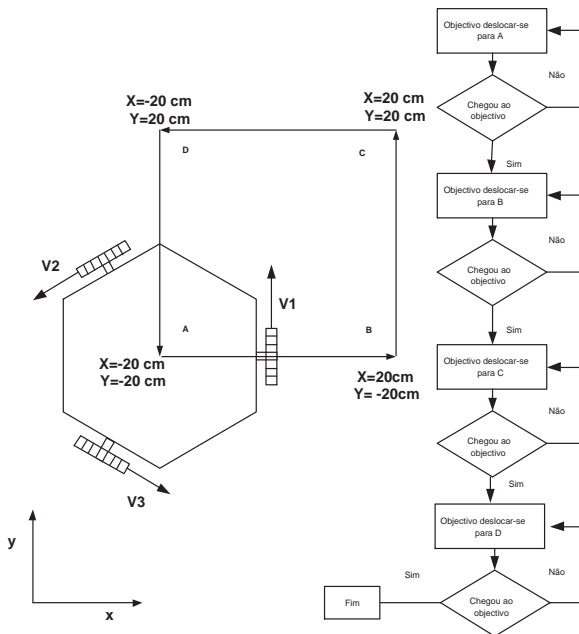 X=-20 cm
Y=20 cm
X=20 cm
Y=20 cm
D
C
V2
V1
A
B
X=-20 cm
Y=-20 cm
X=20cm
Y= -20cm
V3
y
x
Objectivo deslocar-se
para A
Não
Chegou ao
objectivo
Sim
Objectivo deslocar-se
para B
Não
Chegou ao
objectivo
Sim
Objectivo deslocar-se
para C
Não
Chegou ao
objectivo
Sim
Objectivo deslocar-se
para D
Sim
Não
Fim
Chegou ao
objectivo